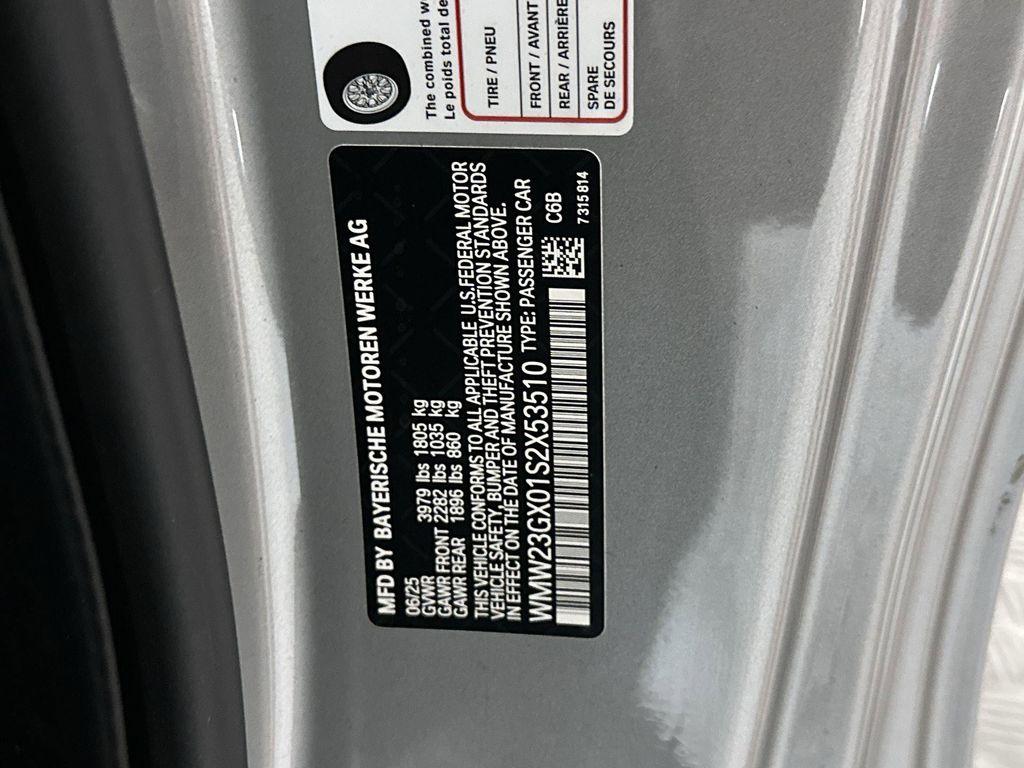 MFD BY BAYERISCHE MOTOREN WERKE AG
06/25
GVWR 3979 lbs 1805 kg
GAWR FRONT 2282 lbs 1035 kg
GAWR REAR 1896 lbs 860 kg
THIS VEHICLE CONFORMS TO ALL APPLICABLE U.S.FEDERAL MOTOR
VEHICLE SAFETY, BUMPER AND THEFT PREVENTION STANDARDS
IN EFFECT ON THE DATE OF MANUFACTURE SHOWN ABOVE.
WMW23GX01S2X53510 TYPE: PASSENGER CAR
C6B
7315814
The combined w
Le poids total de
TIRE / PNEU
FRONT / AVANT
REAR / ARRIÈRE
SPARE
DE SECOURS